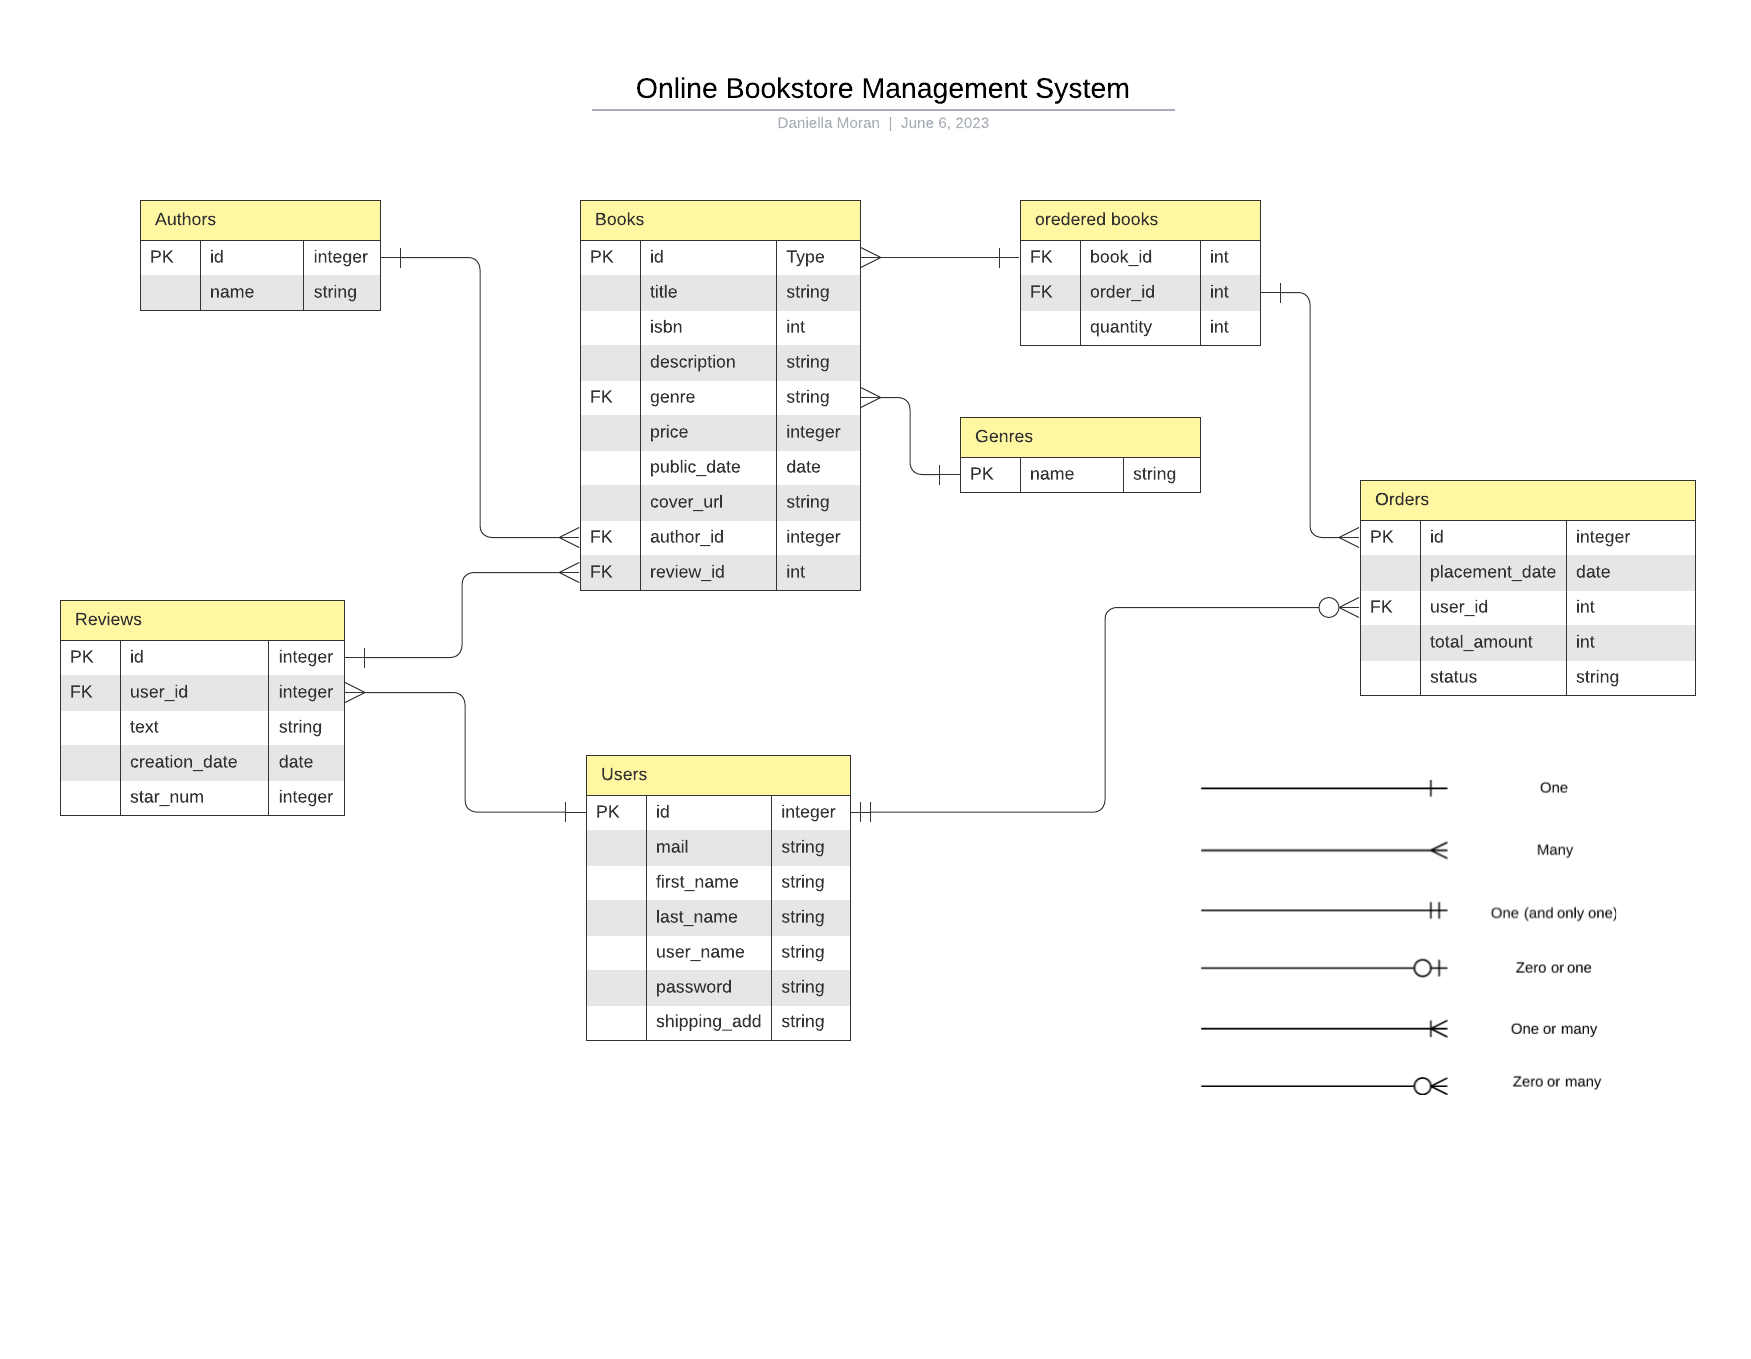 Online Bookstore Management System
Daniella Moran | June 6, 2023
Authors
PK id integer
name string
Books
PK id Type
title string
isbn int
description string
FK genre string
price integer
public_date date
cover_url string
FK author_id integer
FK review_id int
oredered books
FK book_id int
FK order_id int
quantity int
Genres
PK name string
Orders
PK id integer
placement_date date
FK user_id int
total_amount int
status string
Reviews
PK id integer
FK user_id integer
text string
creation_date date
star_num integer
Users
PK id integer
mail string
first_name string
last_name string
user_name string
password string
shipping_add string
One
Many
One (and only one)
Zero or one
One or many
Zero or many